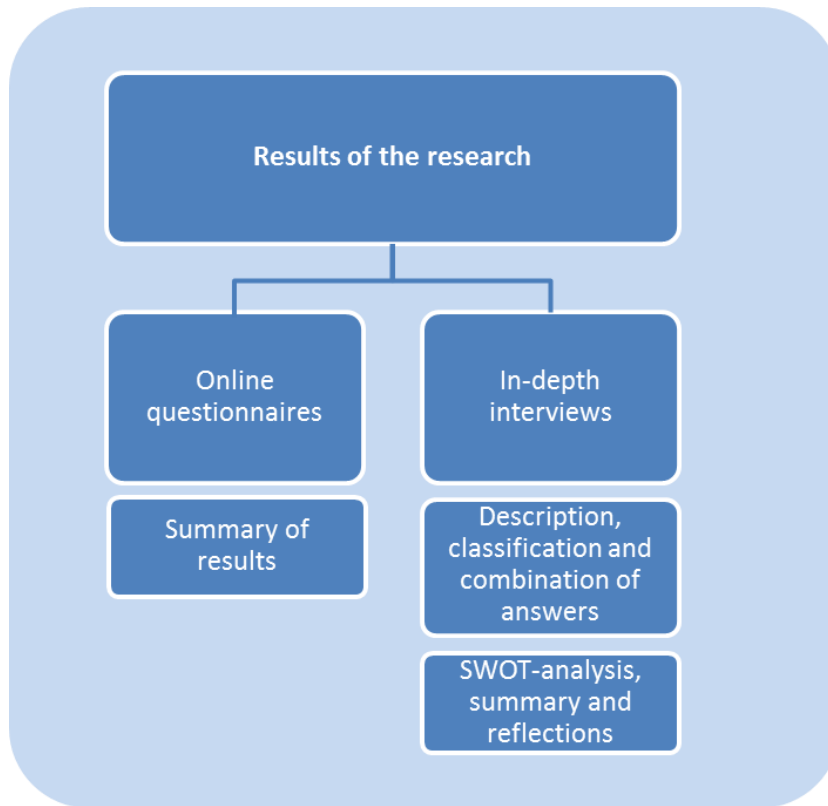 Results of the research
Online
questionnaires
Summary of
results
In-depth
interviews
Description,
classification and
combination of
answers
SWOT-analysis,
summary and
reflections